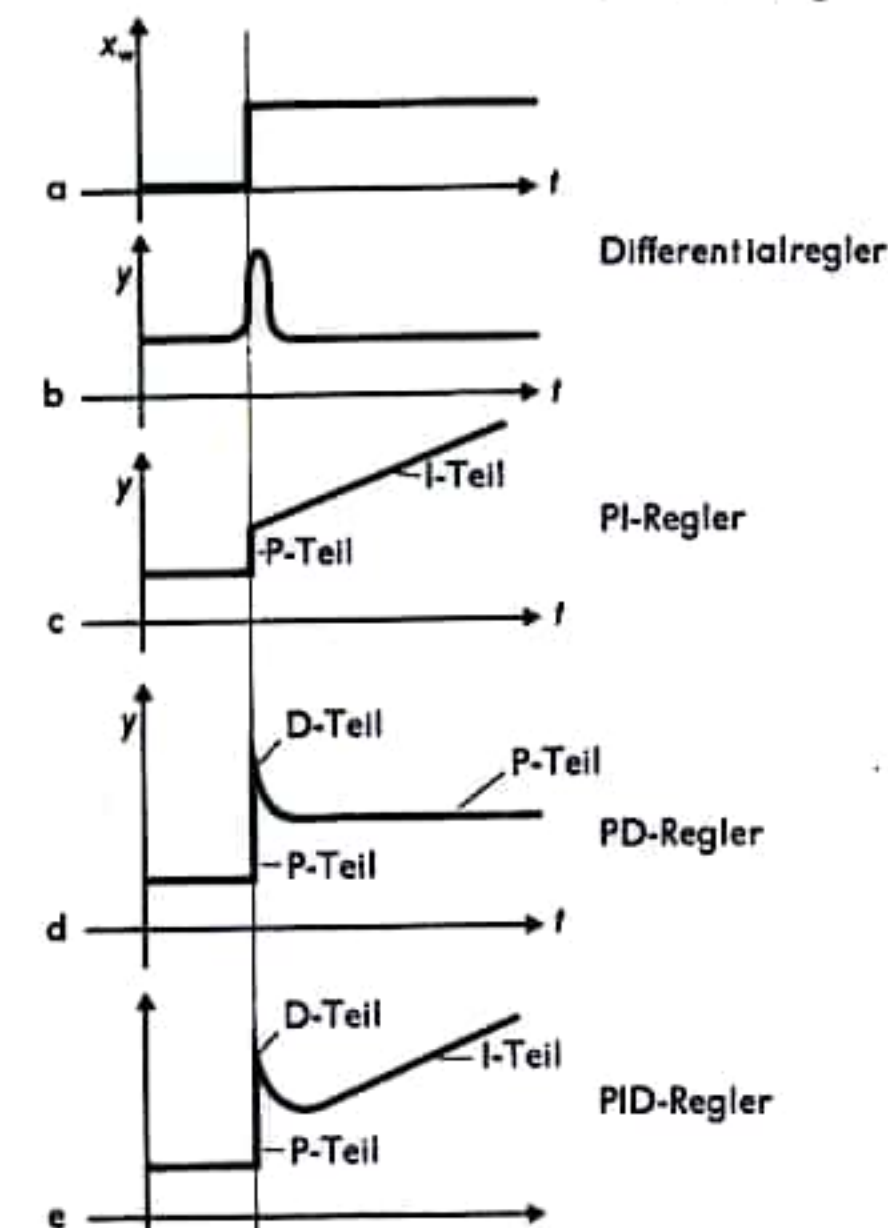 x_w
a
t
y
Differentialregler
b
t
y
I-Teil
P-Teil
PI-Regler
c
t
y
D-Teil
P-Teil
PD-Regler
P-Teil
d
t
D-Teil
I-Teil
PID-Regler
P-Teil
e